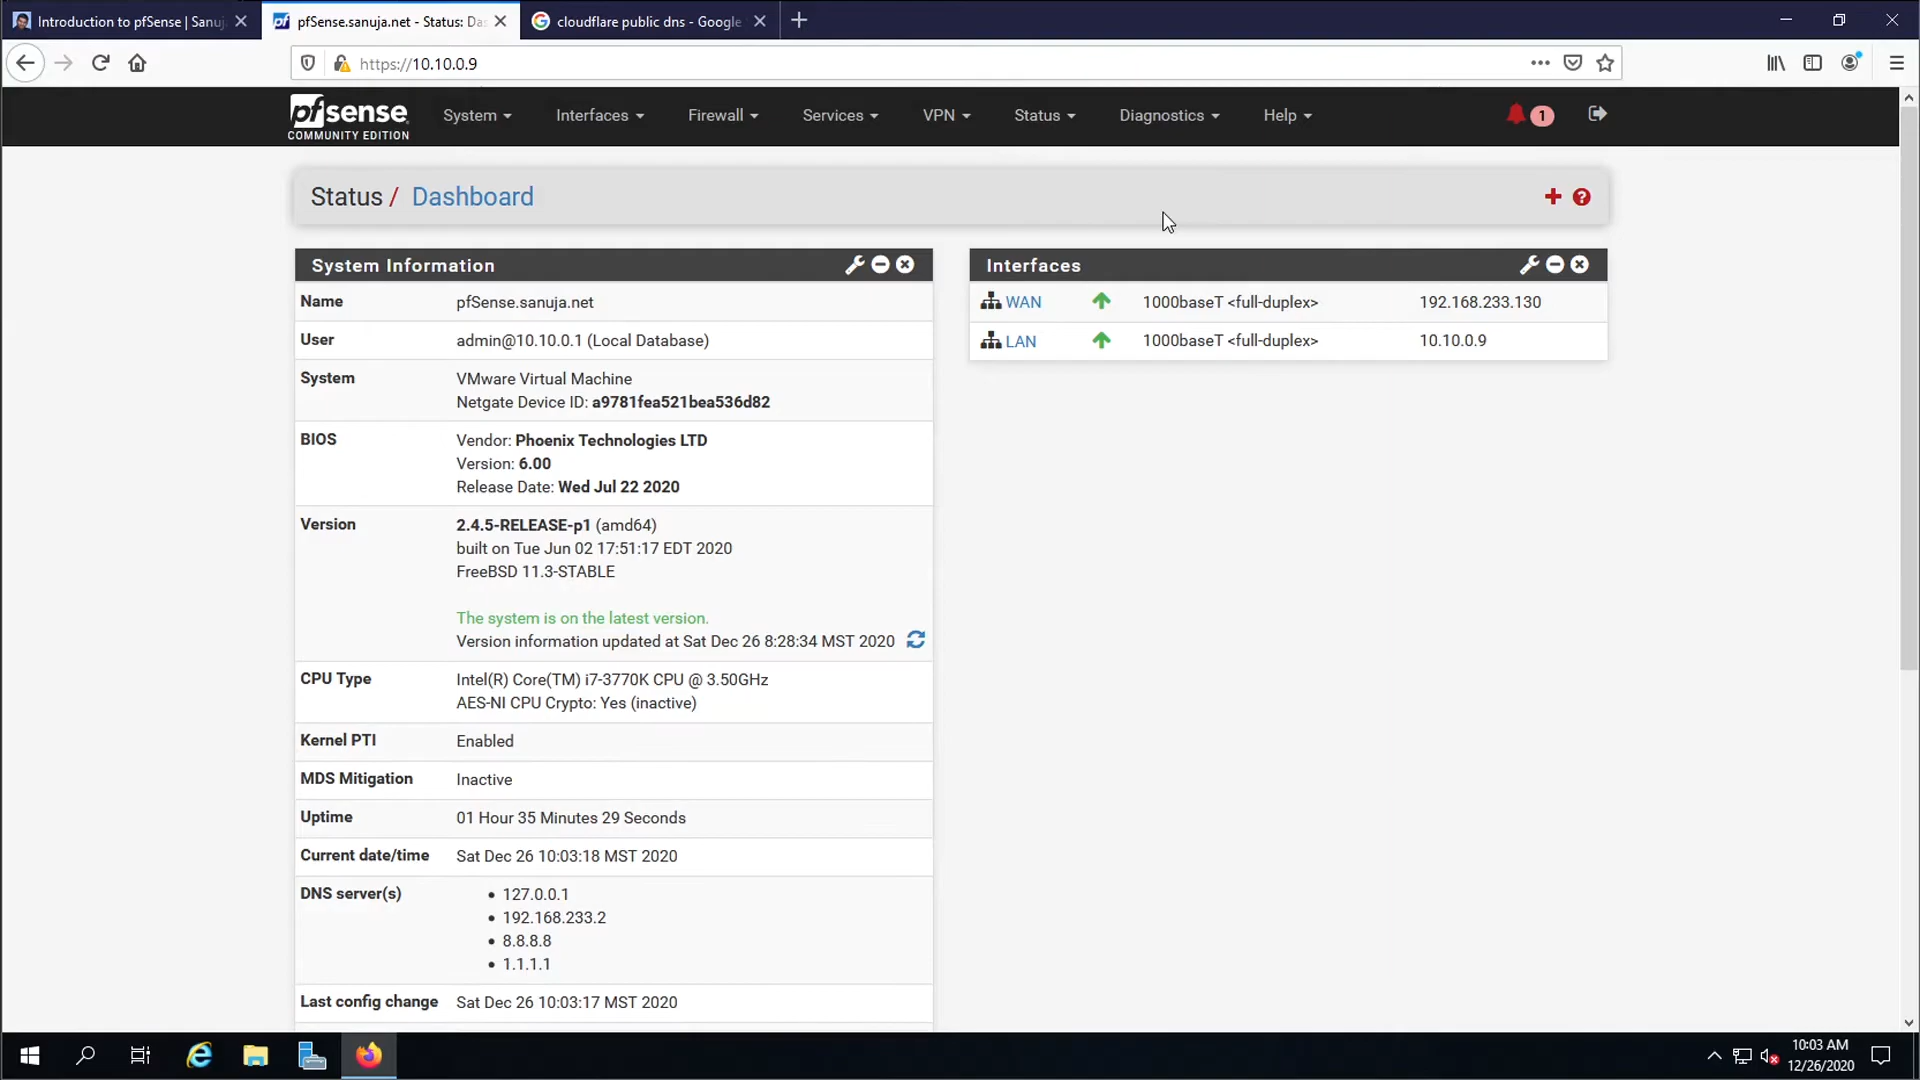 Introduction to pfSense | Sanuj
pfSense.sanuja.net - Status: Da
cloudflare public dns - Google
https://10.10.0.9
pfsense
COMMUNITY EDITION
System
Interfaces
Firewall
Services
VPN
Status
Diagnostics
Help
1
Status / Dashboard
System Information
Name pfSense.sanuja.net
User admin@10.10.0.1 (Local Database)
System VMware Virtual Machine
Netgate Device ID: a9781fea521bea536d82
BIOS Vendor: Phoenix Technologies LTD
Version: 6.00
Release Date: Wed Jul 22 2020
Version 2.4.5-RELEASE-p1 (amd64)
built on Tue Jun 02 17:51:17 EDT 2020
FreeBSD 11.3-STABLE
The system is on the latest version.
Version information updated at Sat Dec 26 8:28:34 MST 2020
CPU Type Intel(R) Core(TM) i7-3770K CPU @ 3.50GHz
AES-NI CPU Crypto: Yes (inactive)
Kernel PTI Enabled
MDS Mitigation Inactive
Uptime 01 Hour 35 Minutes 29 Seconds
Current date/time Sat Dec 26 10:03:18 MST 2020
DNS server(s) • 127.0.0.1
• 192.168.233.2
• 8.8.8.8
• 1.1.1.1
Last config change Sat Dec 26 10:03:17 MST 2020
Interfaces
WAN 1000baseT <full-duplex> 192.168.233.130
LAN 1000baseT <full-duplex> 10.10.0.9
10:03 AM
12/26/2020